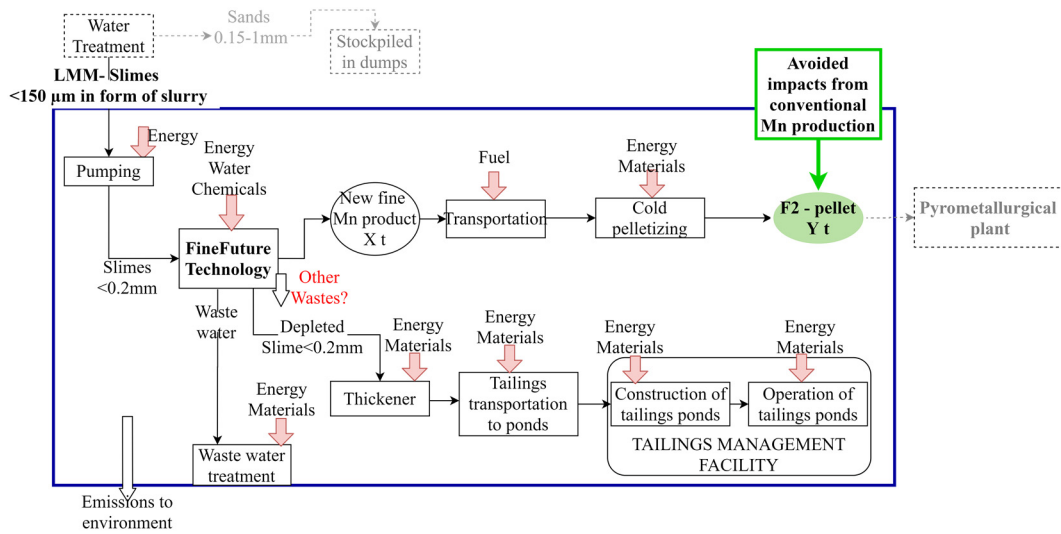 Water
Treatment
Sands
0.15-1mm
Stockpiled
in dumps
LMM- Slimes
<150 µm in form of slurry
Avoided
impacts from
conventional
Mn production
Energy
Pumping
Energy
Water
Chemicals
New fine
Mn product
X t
Fuel
Transportation
Energy
Materials
Cold
pelletizing
F2 - pellet
Y t
Pyrometallurgical
plant
Slimes
<0.2mm
FineFuture
Technology
Other
Wastes?
Waste
water
Depleted
Slime<0.2mm
Energy
Materials
Thickener
Energy
Materials
Tailings
transportation
to ponds
Energy
Materials
Construction of
tailings ponds
Energy
Materials
Operation of
tailings ponds
TAILINGS MANAGEMENT
FACILITY
Energy
Materials
Waste water
treatment
Emissions to
environment